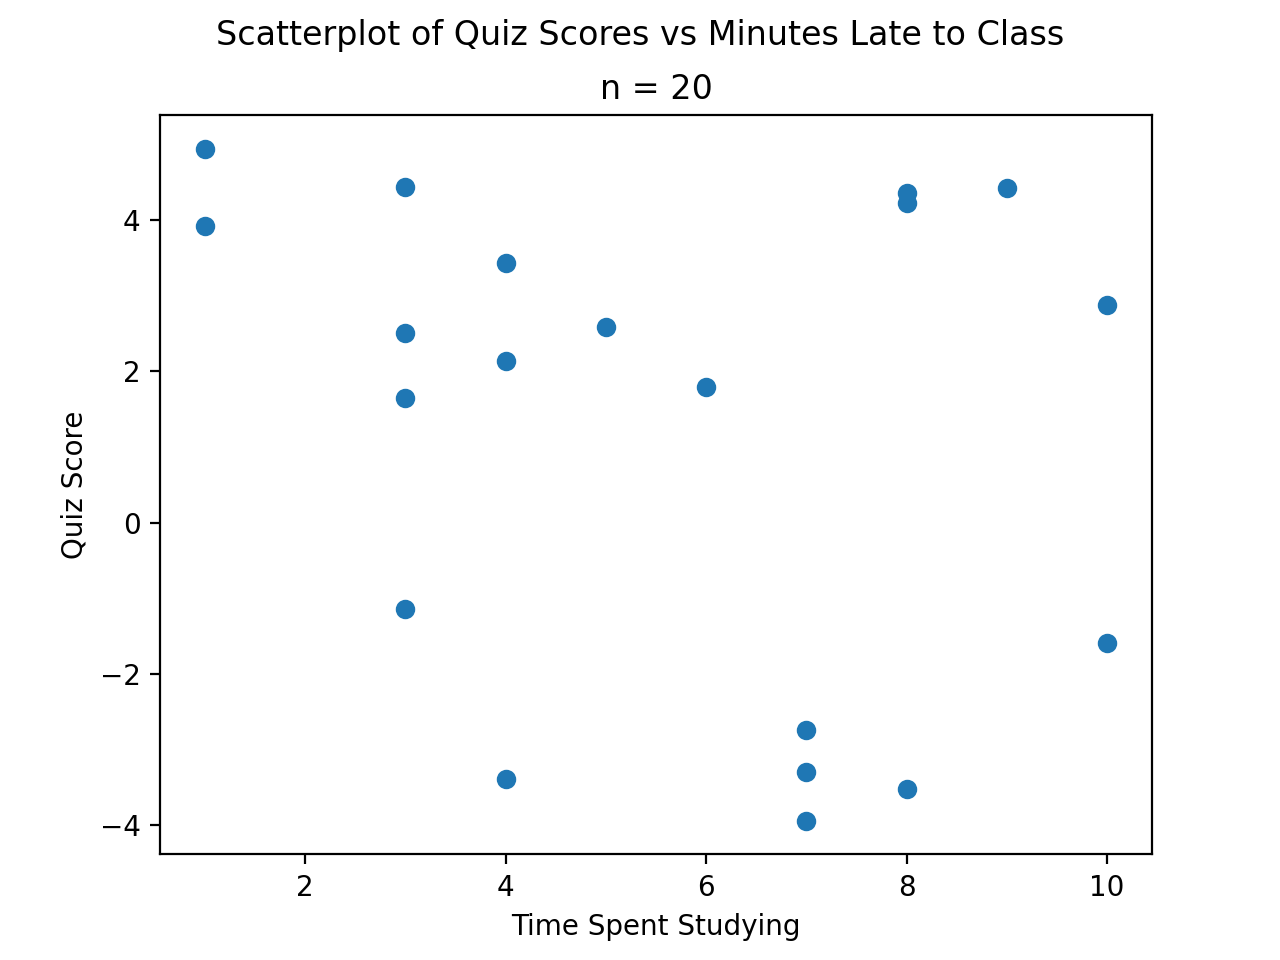 Scatterplot of Quiz Scores vs Minutes Late to Class
n = 20
4
2
0
−2
−4
Quiz Score
2 4 6 8 10
Time Spent Studying